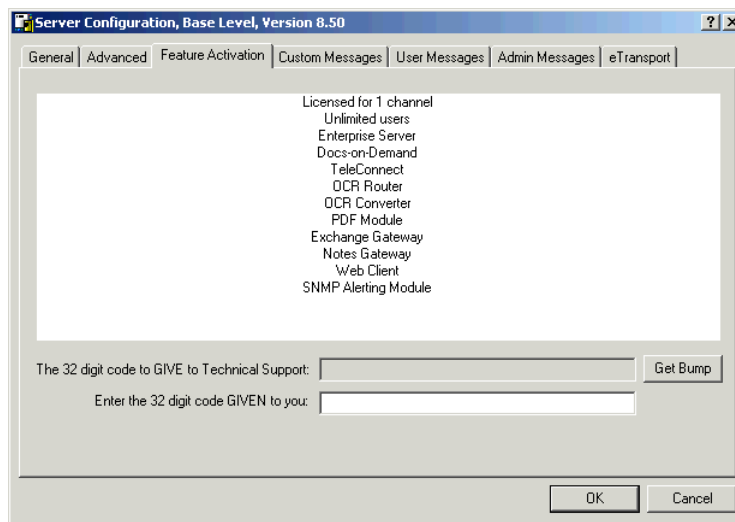 Server Configuration, Base Level, Version 8.50
General Advanced Feature Activation Custom Messages User Messages Admin Messages eTransport
Licensed for 1 channel
Unlimited users
Enterprise Server
Docs-on-Demand
TeleConnect
OCR Router
OCR Converter
PDF Module
Exchange Gateway
Notes Gateway
Web Client
SNMP Alerting Module
The 32 digit code to GIVE to Technical Support: Get Bump
Enter the 32 digit code GIVEN to you:
OK Cancel